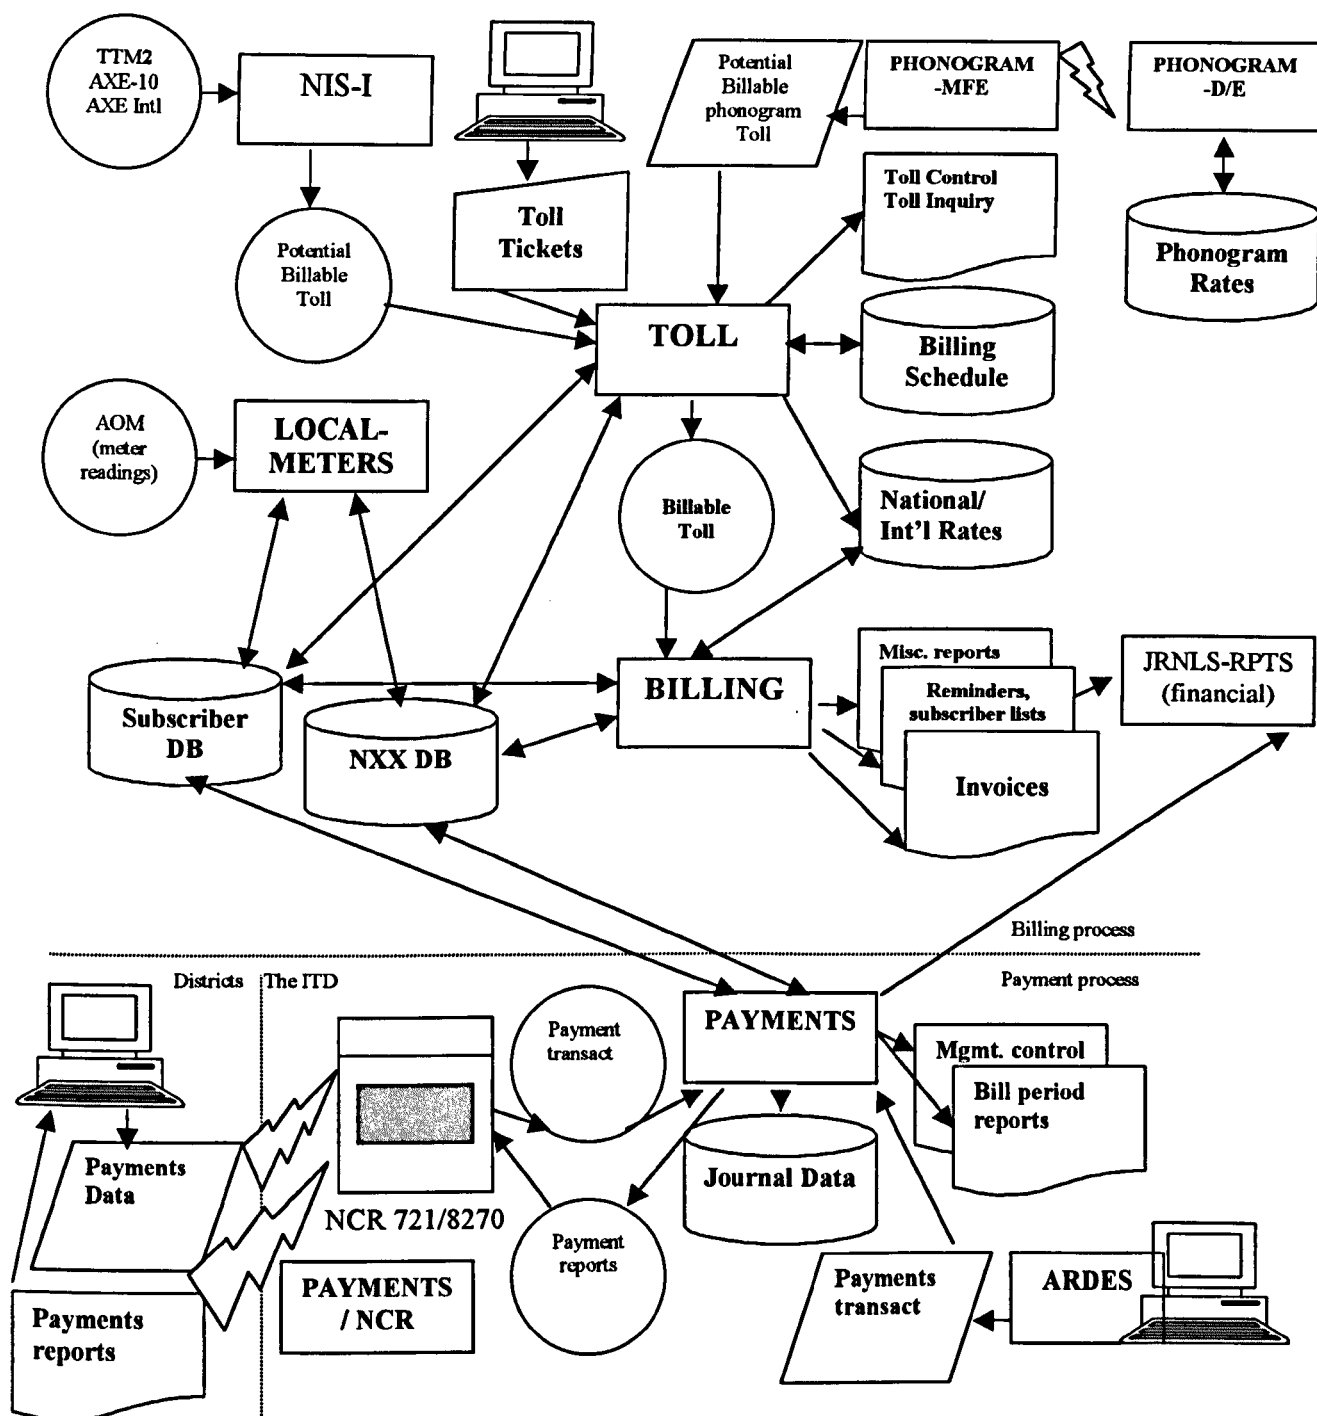 TTM2
AXE-10
AXE Intl
NIS-I
Potential
Billable
phonogram
Toll
PHONOGRAM
-MFE
PHONOGRAM
-D/E
Toll
Tickets
Toll Control
Toll Inquiry
Phonogram
Rates
Potential
Billable
Toll
TOLL
Billing
Schedule
AOM
(meter
readings)
LOCAL-
METERS
Billable
Toll
National/
Int'l Rates
Subscriber
DB
NXX DB
BILLING
Misc. reports
Reminders,
subscriber lists
Invoices
JRNLS-RPTS
(financial)
Billing process
Districts
The ITD
Payment process
Payment
transact
PAYMENTS
Mgmt. control
Bill period
reports
Payments
Data
NCR 721/8270
Journal Data
Payment
reports
PAYMENTS
/ NCR
Payments
transact
ARDES
Payments
reports